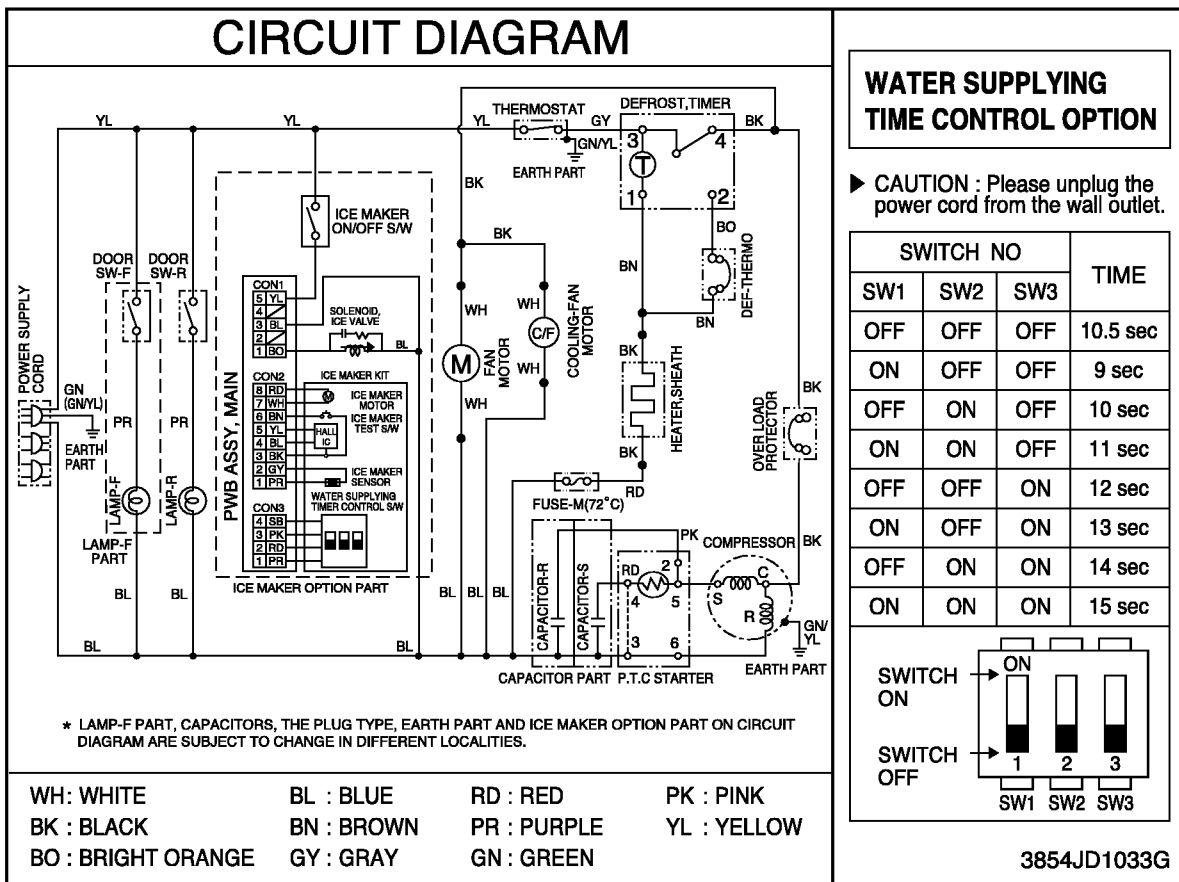 CIRCUIT DIAGRAM
THERMOSTAT
DEFROST,TIMER
YL
YL
YL
GY
BK
GN/YL
EARTH PART
3
4
T
1
2
BK
BO
DEF-THERMO
BN
BN
ICE MAKER
ON/OFF S/W
BK
DOOR
SW-F
DOOR
SW-R
CON1
5 YL
4
3 BL
2
1 BO
SOLENOID,
ICE VALVE
BL
WH
WH
C/F
COOLING-FAN
MOTOR
M
FAN
MOTOR
WH
WH
BK
HEATER,SHEATH
BK
POWER SUPPLY
CORD
GN
(GN/YL)
EARTH
PART
PR
PR
LAMP-F
LAMP-R
LAMP-F
PART
PWB ASSY, MAIN
CON2
8 RD
7 WH
6 BN
5 YL
4 BL
3 BK
2 GY
1 PR
ICE MAKER KIT
M
ICE MAKER
MOTOR
ICE MAKER
TEST S/W
HALL
IC
ICE MAKER
SENSOR
WATER SUPPLYING
TIMER CONTROL S/W
CON3
4 SB
3 PK
2 RD
1 PR
ICE MAKER OPTION PART
BK
OVER LOAD
PROTECTOR
RD
FUSE-M(72°C)
PK
COMPRESSOR
BK
BL
BL
BL
BL
BL
CAPACITOR-R
CAPACITOR-S
RD
4
2
5
3
6
S
C
R
GN/
YL
BL
BL
CAPACITOR PART
P.T.C STARTER
EARTH PART
* LAMP-F PART, CAPACITORS, THE PLUG TYPE, EARTH PART AND ICE MAKER OPTION PART ON CIRCUIT
DIAGRAM ARE SUBJECT TO CHANGE IN DIFFERENT LOCALITIES.
WH: WHITE BL : BLUE RD : RED PK : PINK
BK : BLACK BN : BROWN PR : PURPLE YL : YELLOW
BO : BRIGHT ORANGE GY : GRAY GN : GREEN
WATER SUPPLYING
TIME CONTROL OPTION
▶ CAUTION : Please unplug the
power cord from the wall outlet.
SWITCH NO TIME
SW1 SW2 SW3
OFF OFF OFF 10.5 sec
ON OFF OFF 9 sec
OFF ON OFF 10 sec
ON ON OFF 11 sec
OFF OFF ON 12 sec
ON OFF ON 13 sec
OFF ON ON 14 sec
ON ON ON 15 sec
SWITCH
ON
ON
SWITCH
OFF
1 2 3
SW1 SW2 SW3
3854JD1033G